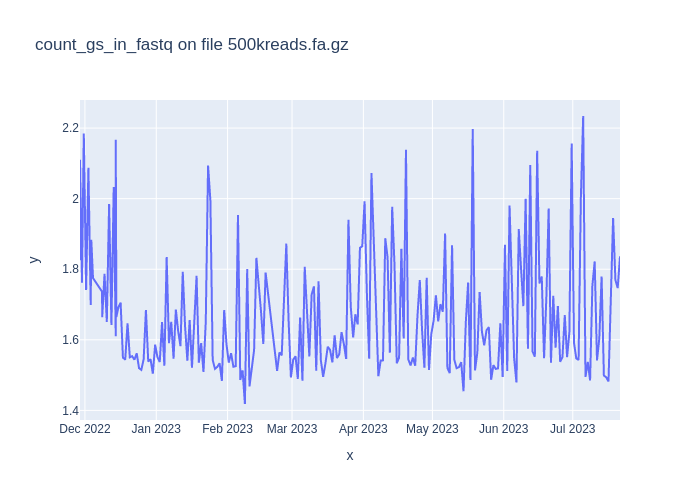 count_gs_in_fastq on file 500kreads.fa.gz
2.2
2
1.8
1.6
1.4
y
Dec 2022
Jan 2023
Feb 2023
Mar 2023
Apr 2023
May 2023
Jun 2023
Jul 2023
x